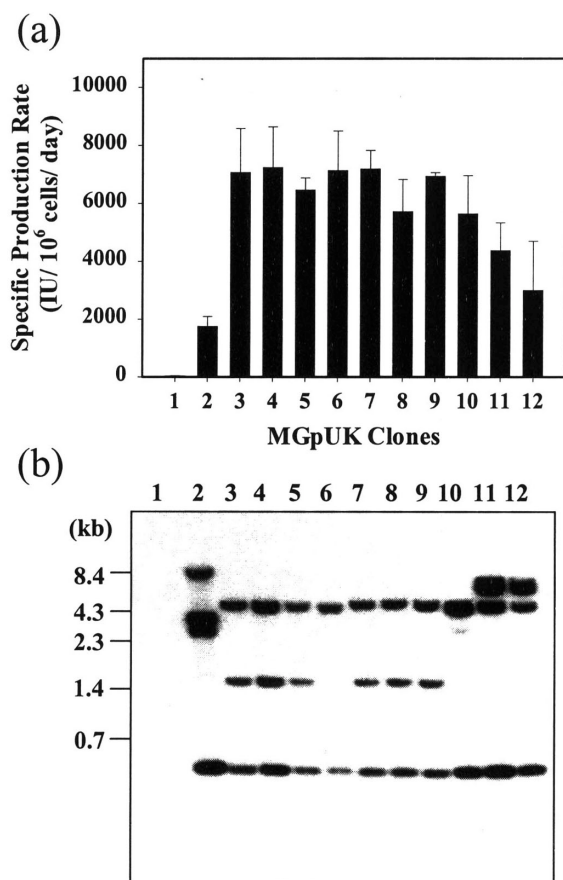 (a)
Specific Production Rate
(IU/ 10⁶ cells/ day)
10000
8000
6000
4000
2000
0
1 2 3 4 5 6 7 8 9 10 11 12
MGpUK Clones
(b)
1 2 3 4 5 6 7 8 9 10 11 12
(kb)
8.4
4.3
2.3
1.4
0.7